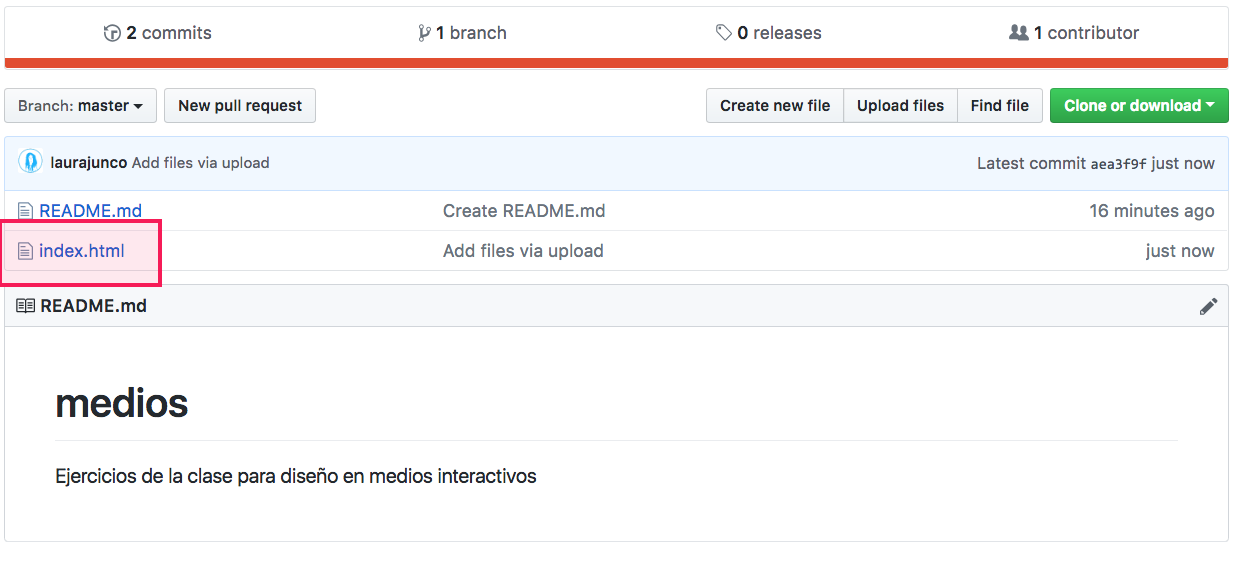 2 commits 1 branch 0 releases 1 contributor
Branch: master New pull request Create new file Upload files Find file Clone or download
laurajunco Add files via upload Latest commit aea3f9f just now
README.md Create README.md 16 minutes ago
index.html Add files via upload just now
README.md
medios
Ejercicios de la clase para diseño en medios interactivos